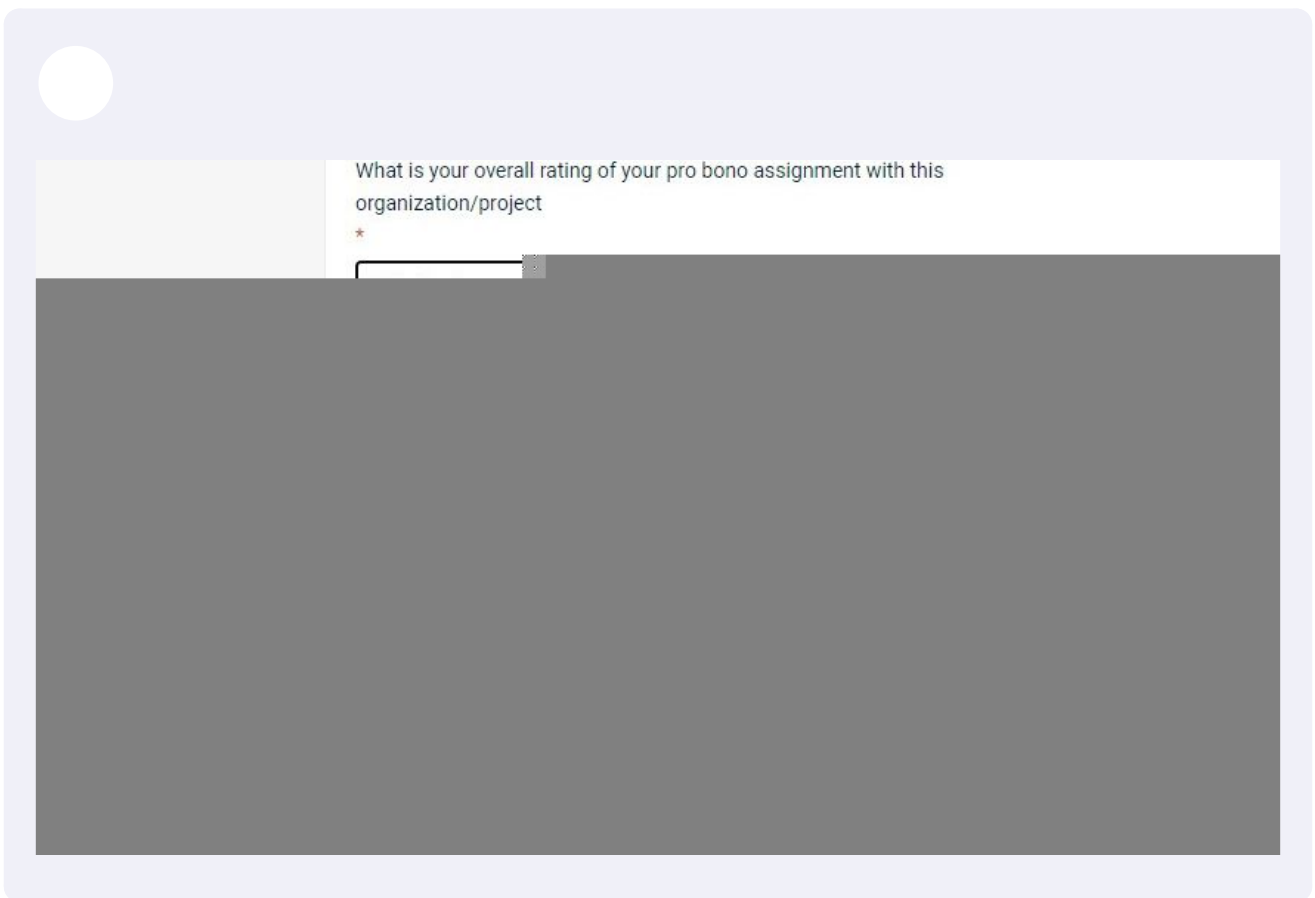 What is your overall rating of your pro bono assignment with this
organization/project
*